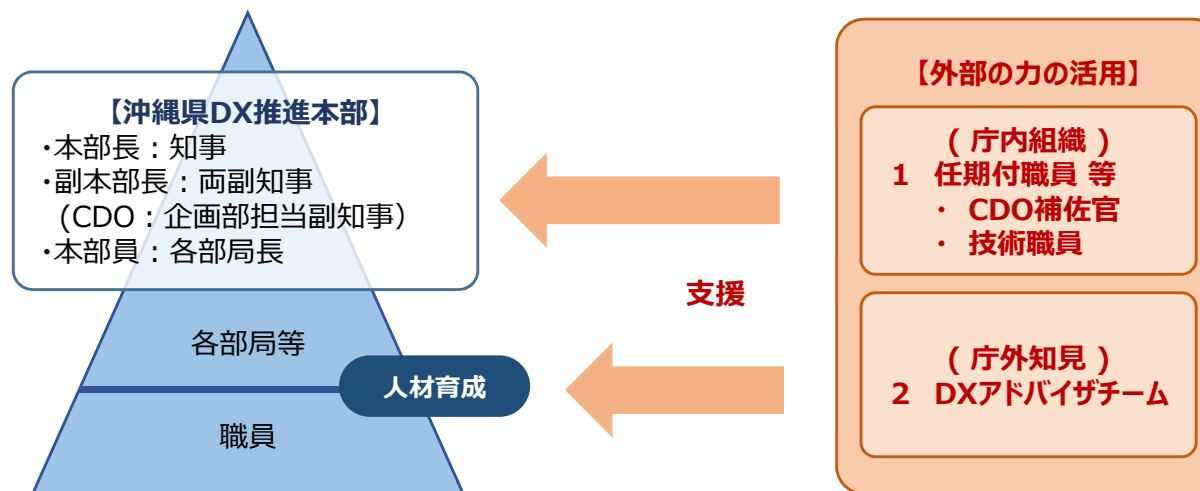 【沖縄県DX推進本部】
・本部長：知事
・副本部長：両副知事
(CDO：企画部担当副知事）
・本部員：各部局長
各部局等
人材育成
職員
支援
【外部の力の活用】
( 庁内組織 )
1 任期付職員 等
・ CDO補佐官
・ 技術職員
( 庁外知見 )
2 DXアドバイザチーム